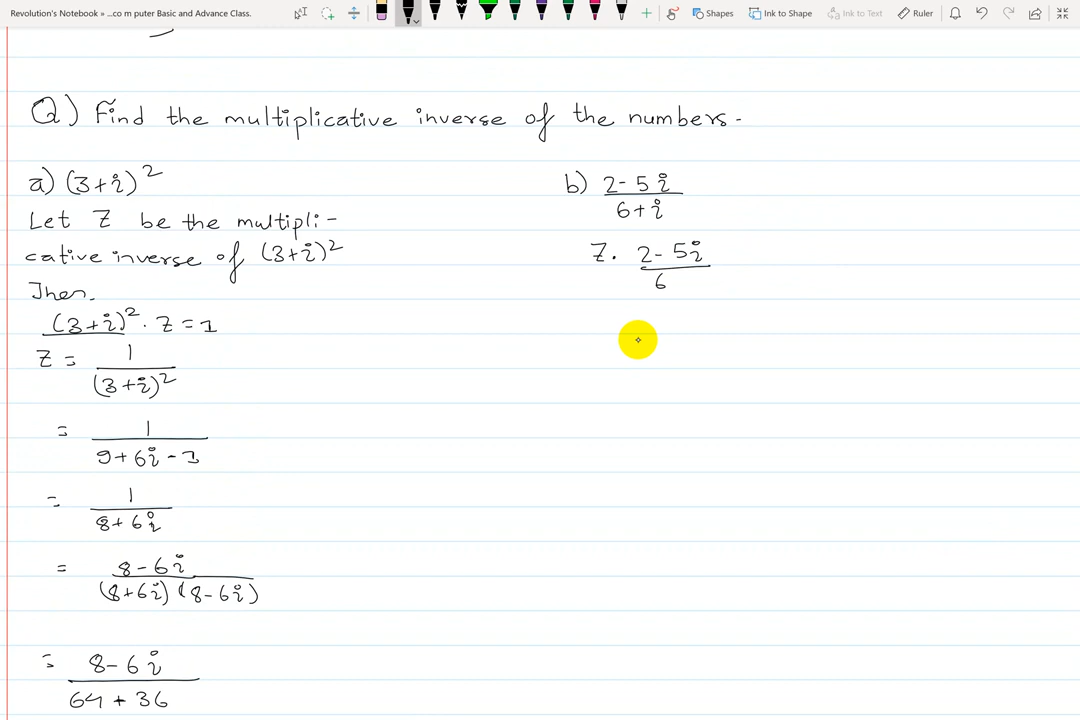 Revolution's Notebook » ...co m puter Basic and Advance Class.
Shapes
Ink to Shape
Ink to Text
Ruler
Q) Find the multiplicative inverse of the numbers.
a) (3+i)²
Let Z be the multipli-
cative inverse of (3+i)²
Then.
(3+i)² . Z = 1
Z = 1
(3+i)²
= 1
9+6i-1
= 1
8+6i
= 8-6i
(8+6i) (8-6i)
= 8-6i
64 + 36
b) 2-5i
6+i
Z. 2-5i
6